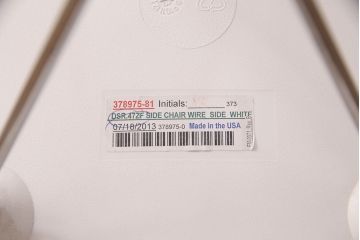 378975-81 Initials: 373
DSR.47ZF SIDE CHAIR WIRE SIDE WHITE
07/18/2013 378975-0 Made in the USA